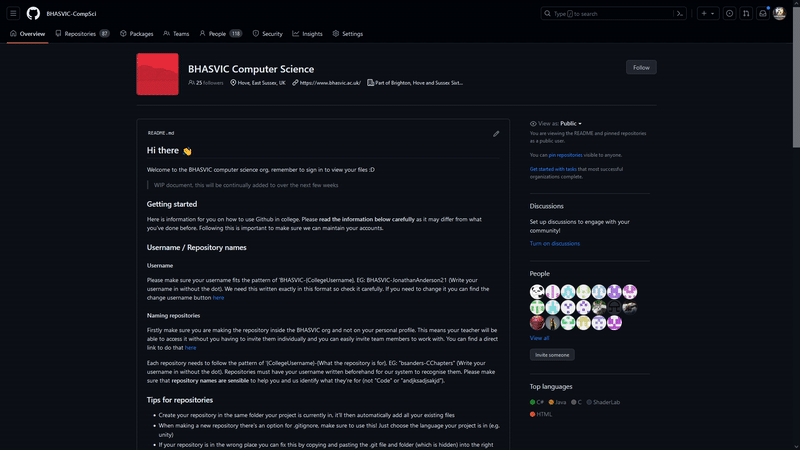 BHASVIC-CompSci
Type / to search
Overview
Repositories 87
Packages
Teams
People 118
Security
Insights
Settings
BHASVIC Computer Science
25 followers
Hove, East Sussex, UK
https://www.bhasvic.ac.uk/
Part of Brighton, Hove and Sussex Sixt...
Follow
README.md
Hi there 👋
Welcome to the BHASVIC computer science org, remember to sign in to view your files :D
WIP document, this will be continually added to over the next few weeks
Getting started
Here is information for you on how to use Github in college. Please read the information below carefully as it may differ from
what you've done before. Following this is important to make sure we can maintain your accounts.
Username / Repository names
Username
Please make sure your username fits the pattern of 'BHASVIC-{CollegeUsername}, EG: BHASVIC-JonathanAnderson21 (Write your
username in without the dot). We need this written exactly in this format so check it carefully. If you need to change it you can find the
change username button here
Naming repositories
Firstly make sure you are making the repository inside the BHASVIC org and not on your personal profile. This means your teacher will be
able to access it without you having to invite them individually and you can easily invite team members to work with. You can find a direct
link to do that here
Each repository needs to follow the pattern of '{CollegeUsername}-{What the repository is for}, EG: "bsanders-CChapters" (Write your
username in without the dot). Repositories must have your username written beforehand for our system to recognise them. Please make
sure that repository names are sensible to help you and us identify what they're for (not "Code" or "andjksadjsakjd").
Tips for repositories
• Create your repository in the same folder your project is currently in, it'll then automatically add all your existing files
• When making a new repository there's an option for .gitignore, make sure to use this! Just choose the language your project is in (e.g.
unity)
• If your repository is in the wrong place you can fix this by copying and pasting the .git file and folder (which is hidden) into the right
View as: Public
You are viewing the README and pinned repositories
as a public user.
You can pin repositories visible to anyone.
Get started with tasks that most successful
organizations complete.
Discussions
Set up discussions to engage with your
community!
Turn on discussions
People
View all
Invite someone
Top languages
C# Java C ShaderLab
HTML